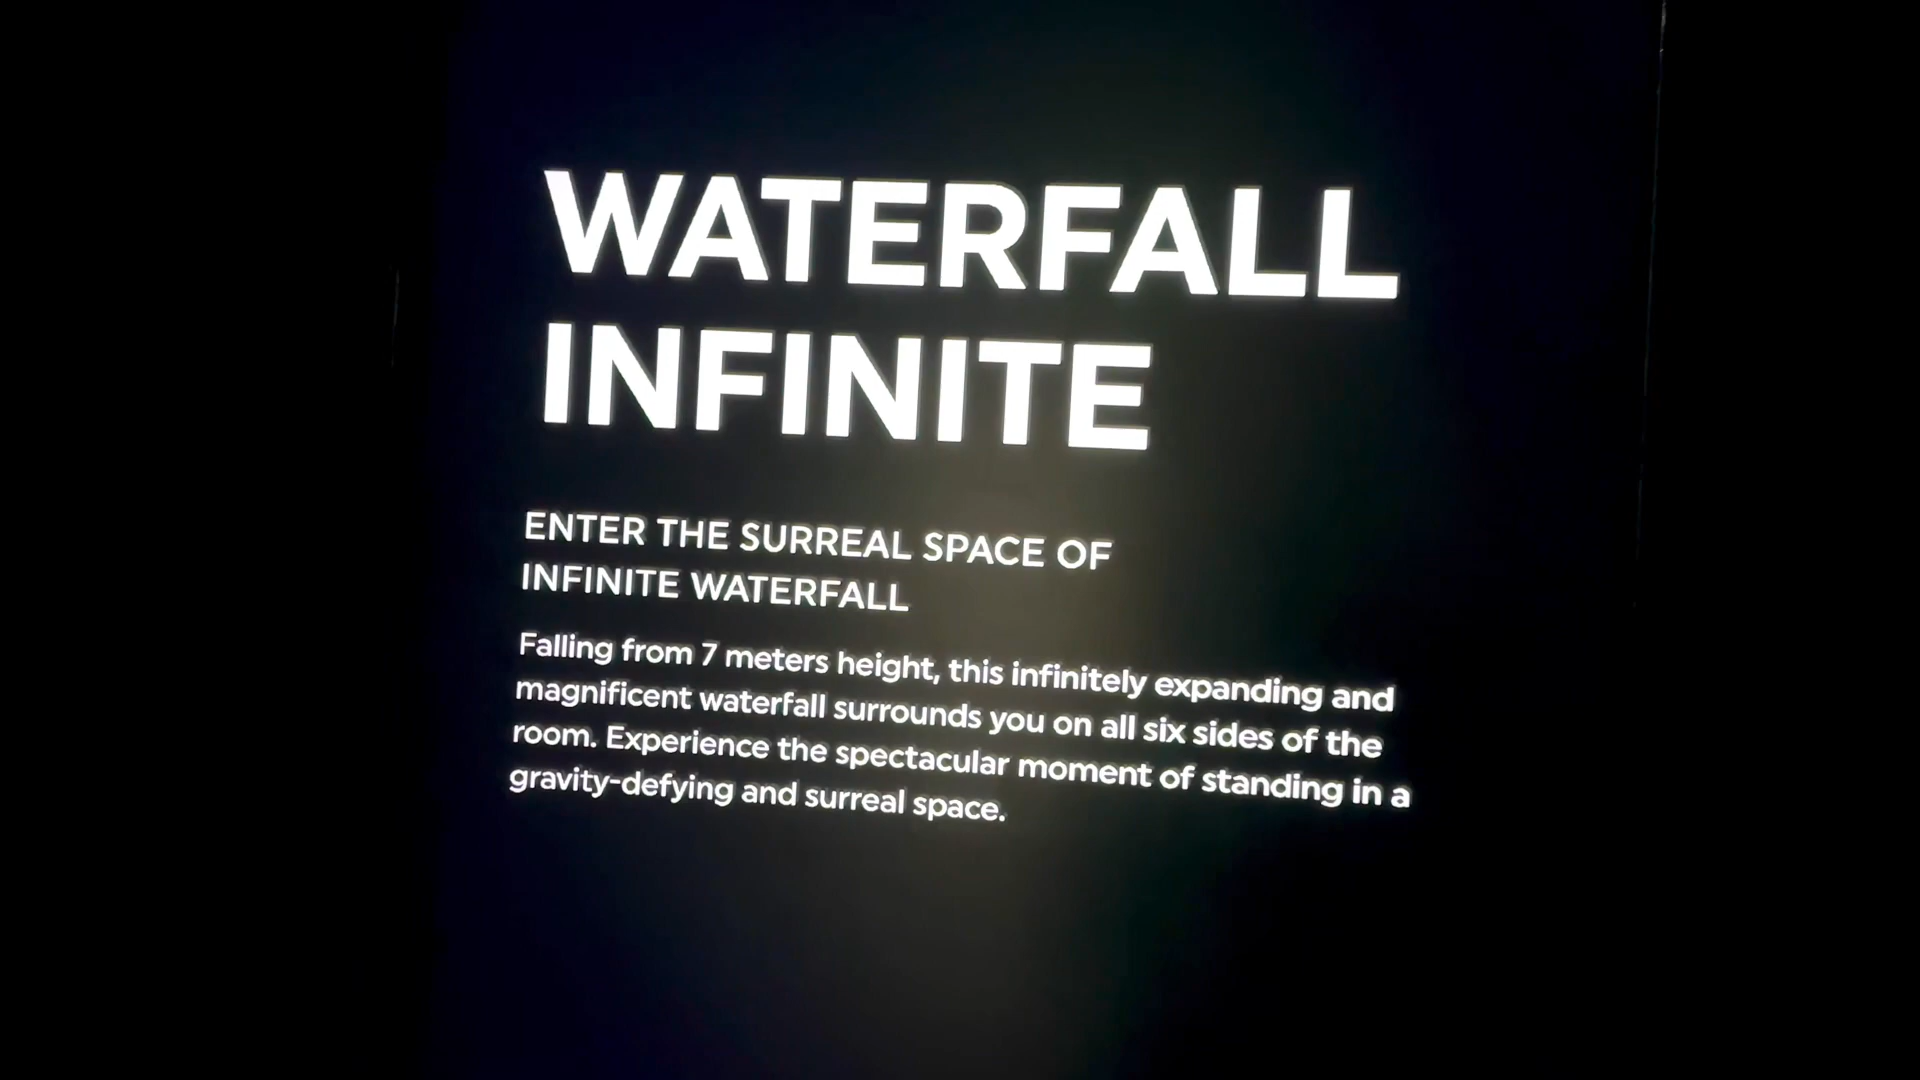 WATERFALL
INFINITE
ENTER THE SURREAL SPACE OF
INFINITE WATERFALL
Falling from 7 meters height, this infinitely expanding and
magnificent waterfall surrounds you on all six sides of the
room. Experience the spectacular moment of standing in a
gravity-defying and surreal space.